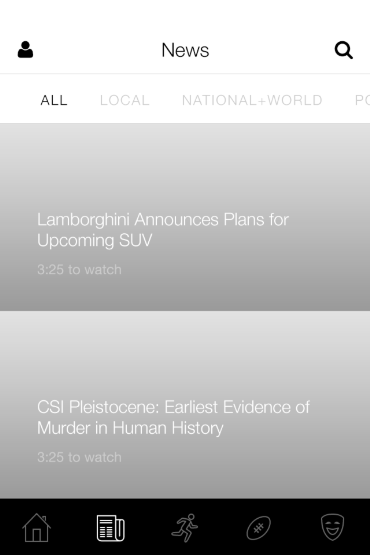 News
ALL LOCAL NATIONAL+WORLD
Lamborghini Announces Plans for
Upcoming SUV
3:25 to watch
CSI Pleistocene: Earliest Evidence of
Murder in Human History
3:25 to watch